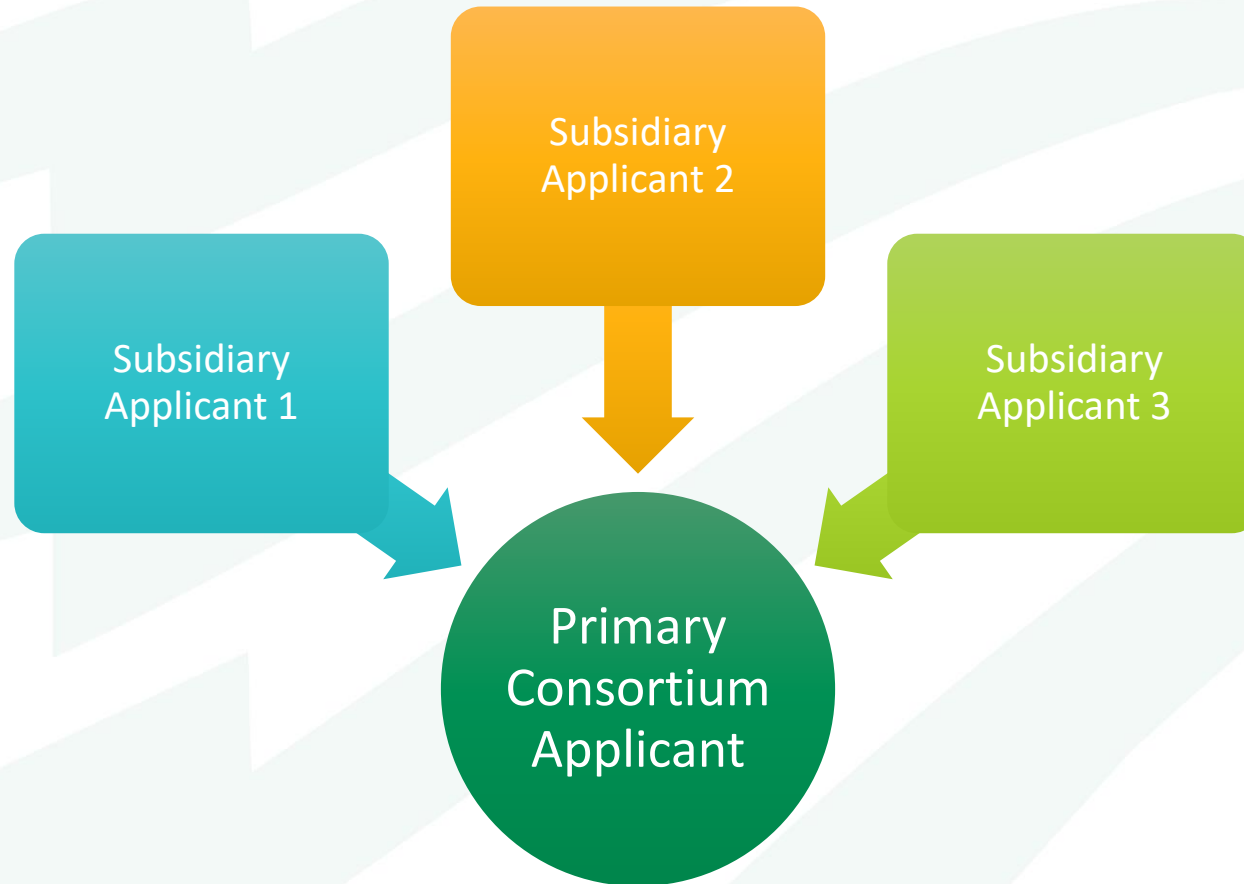 Subsidiary
Applicant 2
Subsidiary
Applicant 1
Subsidiary
Applicant 3
Primary
Consortium
Applicant